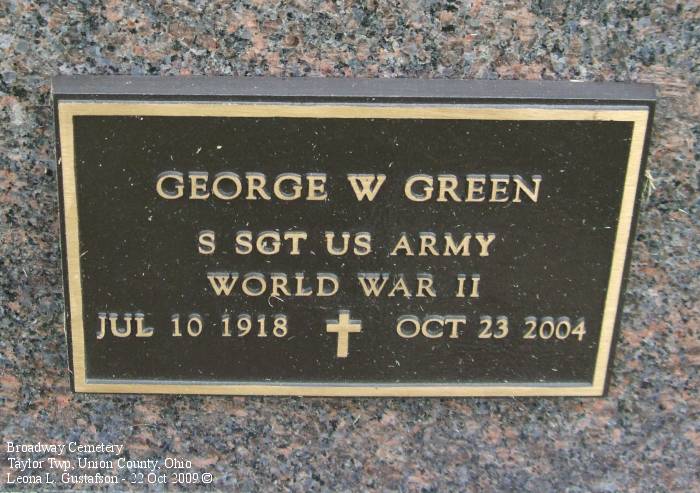 GEORGE W GREEN
S SGT US ARMY
WORLD WAR II
JUL 10 1918 OCT 23 2004
Broadway Cemetery
Taylor Twp, Union County, Ohio
Leona L. Gustafson - 22 Oct 2009 ©